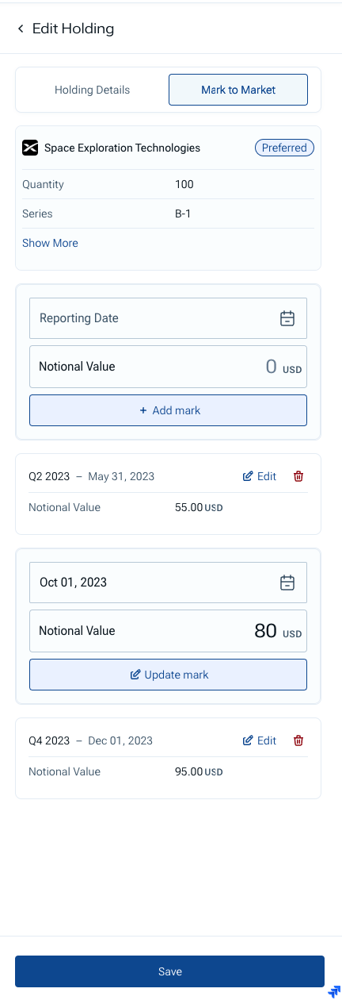 Edit Holding
Holding Details Mark to Market
Space Exploration Technologies Preferred
Quantity 100
Series B-1
Show More
Reporting Date
Notional Value 0 USD
+ Add mark
Q2 2023 – May 31, 2023 Edit
Notional Value 55.00 USD
Oct 01, 2023
Notional Value 80 USD
Update mark
Q4 2023 – Dec 01, 2023 Edit
Notional Value 95.00 USD
Save